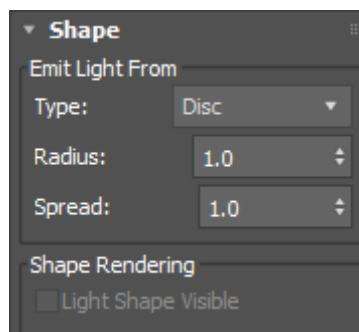 Shape
Emit Light From
Type: Disc
Radius: 1.0
Spread: 1.0
Shape Rendering
Light Shape Visible